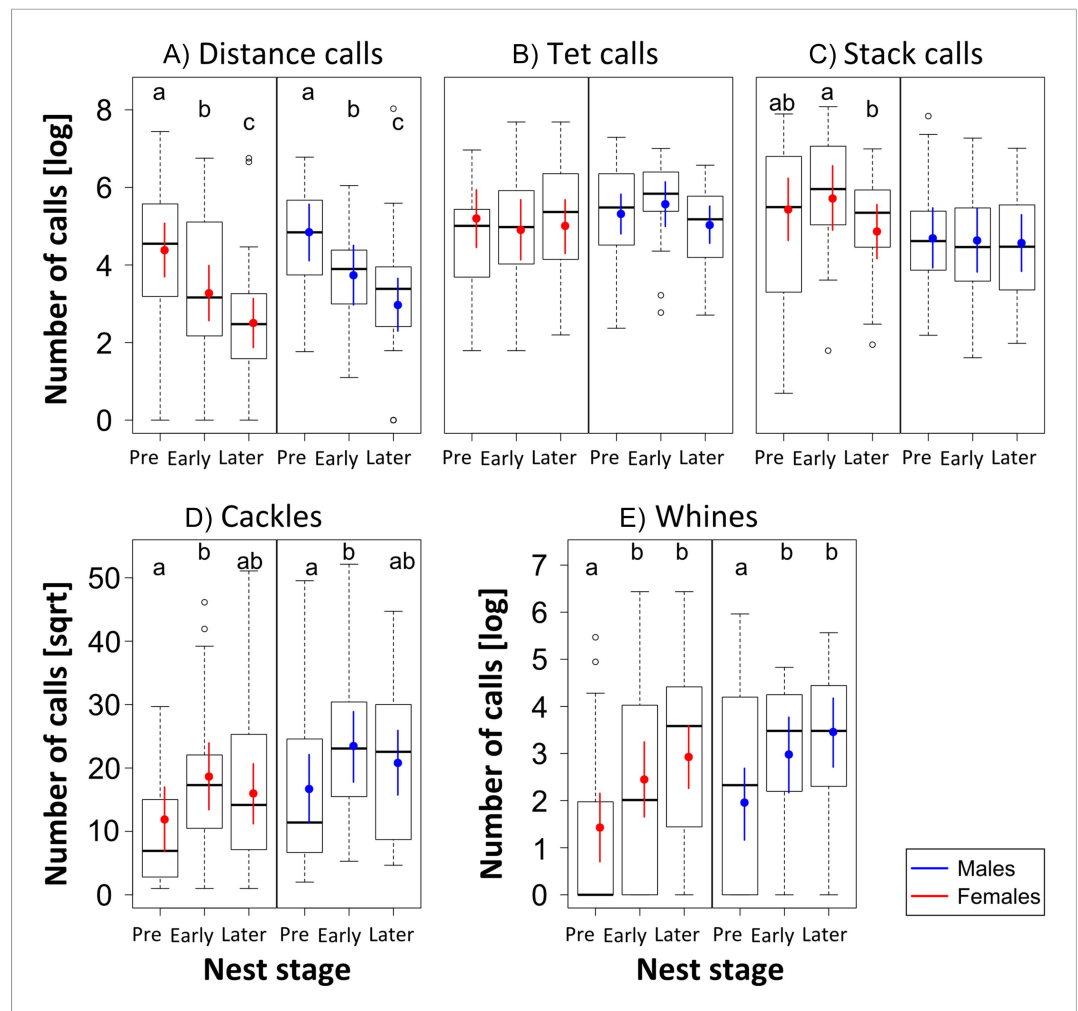 A) Distance calls
B) Tet calls
C) Stack calls
Number of calls [log]
8
6
4
2
0
a
b
c
a
b
c
ab
a
b
Pre Early Later
Pre Early Later
Pre Early Later
Pre Early Later
Pre Early Later
Pre Early Later
D) Cackles
E) Whines
Number of calls [sqrt]
50
40
30
20
10
0
a
b
ab
a
b
ab
Number of calls [log]
7
6
5
4
3
2
1
0
a
b
b
a
b
b
Pre Early Later
Pre Early Later
Pre Early Later
Pre Early Later
Nest stage
Nest stage
Males
Females